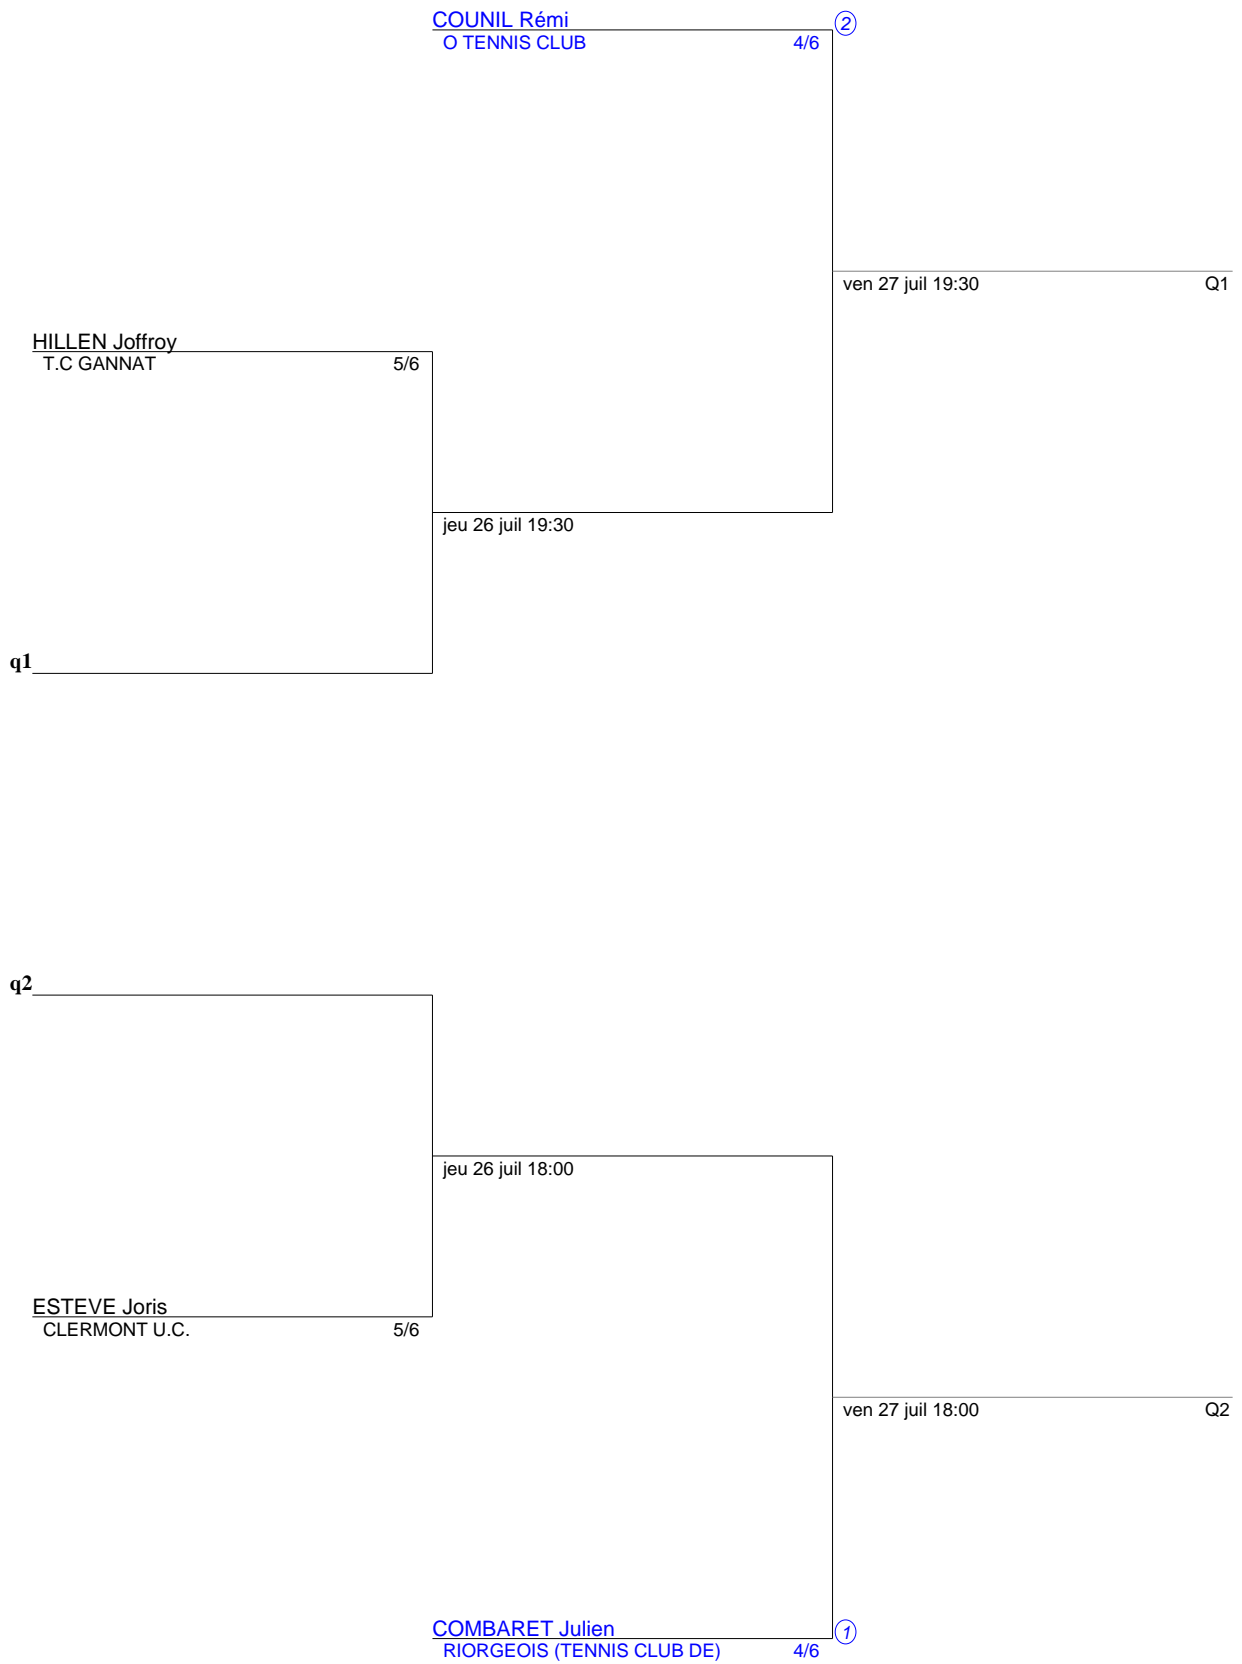 COUNIL Rémi 2
O TENNIS CLUB 4/6
ven 27 juil 19:30 Q1
HILLEN Joffroy
T.C GANNAT 5/6
jeu 26 juil 19:30
q1
q2
jeu 26 juil 18:00
ESTEVE Joris
CLERMONT U.C. 5/6
ven 27 juil 18:00 Q2
COMBARET Julien 1
RIORGEOIS (TENNIS CLUB DE) 4/6